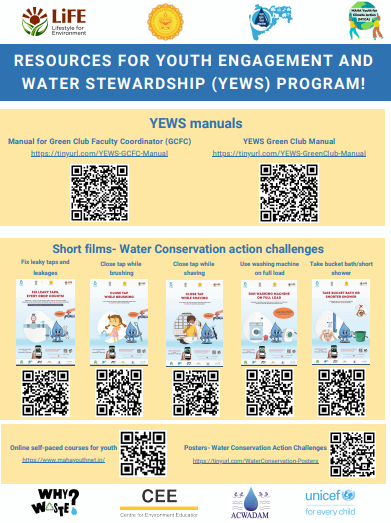 LiFE
Lifestyle for
Environment
RESOURCES FOR YOUTH ENGAGEMENT AND
WATER STEWARDSHIP (YEWS) PROGRAM!
YEWS manuals
Manual for Green Club Faculty Coordinator (GCFC)
https://tinyurl.com/YEWS-GCFC-Manual
YEWS Green Club Manual
https://tinyurl.com/YEWS-GreenClub-Manual
Short films- Water Conservation action challenges
Fix leaky taps and
leakages
Close tap while
brushing
Close tap while
shaving
Use washing machine
on full load
Take bucket bath/short
shower
FIX LEAKY TAPS,
EVERY DROP COUNTS!
CLOSE TAP
WHILE BRUSHING
CLOSE TAP
WHILE SHAVING
RUN WASHING MACHINE
ON FULL LOAD
TAKE BUCKET BATH OR
SHORTER SHOWER
Online self-paced courses for youth
https://www.mahayouthnet.in/
Posters- Water Conservation Action Challenges
https://tinyurl.com/WaterConservation-Posters
WHY
WASTE?
CEE
Centre for Environment Education
ACWADAM
unicef
for every child